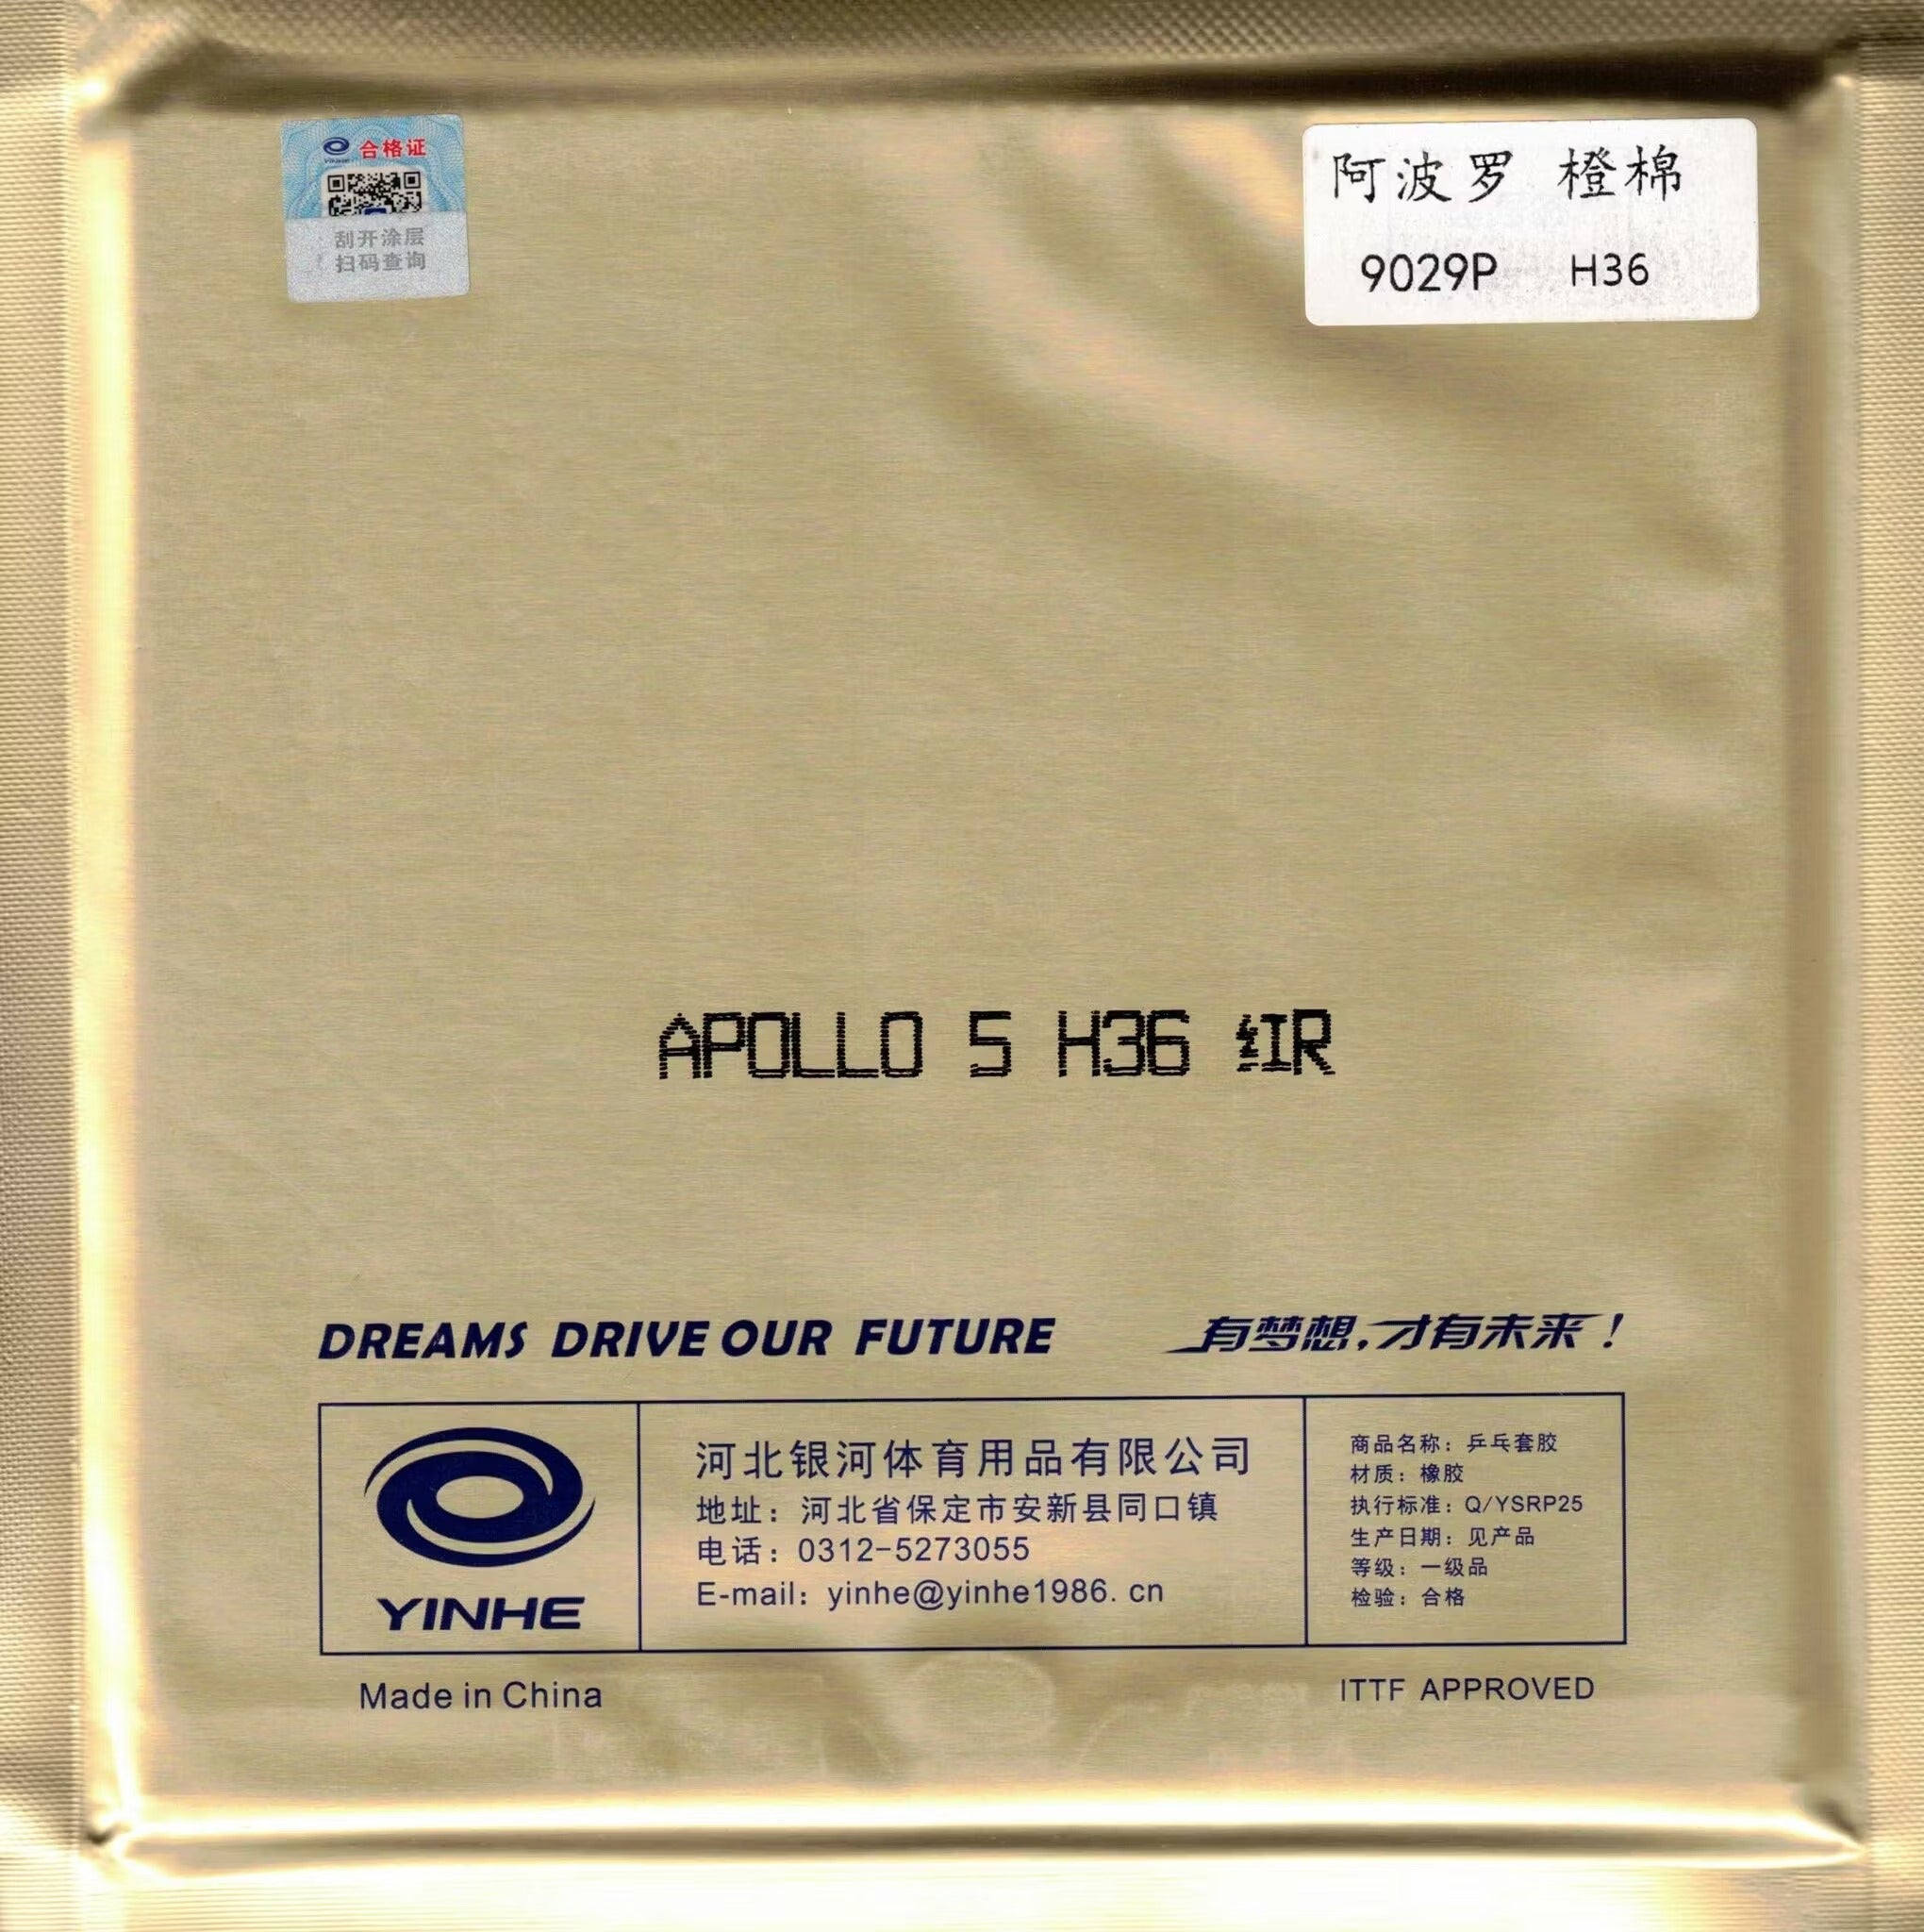 YINHE 合格证
刮开涂层
扫码查询
阿波罗 橙棉
9029P H36
APOLLO 5 H36 红R
DREAMS DRIVE OUR FUTURE
有梦想,才有未来!
YINHE
河北银河体育用品有限公司
地址：河北省保定市安新县同口镇
电话：0312-5273055
E-mail：yinhe@yinhe1986. cn
商品名称：乒乓套胶
材质：橡胶
执行标准：Q/YSRP25
生产日期：见产品
等级：一级品
检验：合格
Made in China
ITTF APPROVED